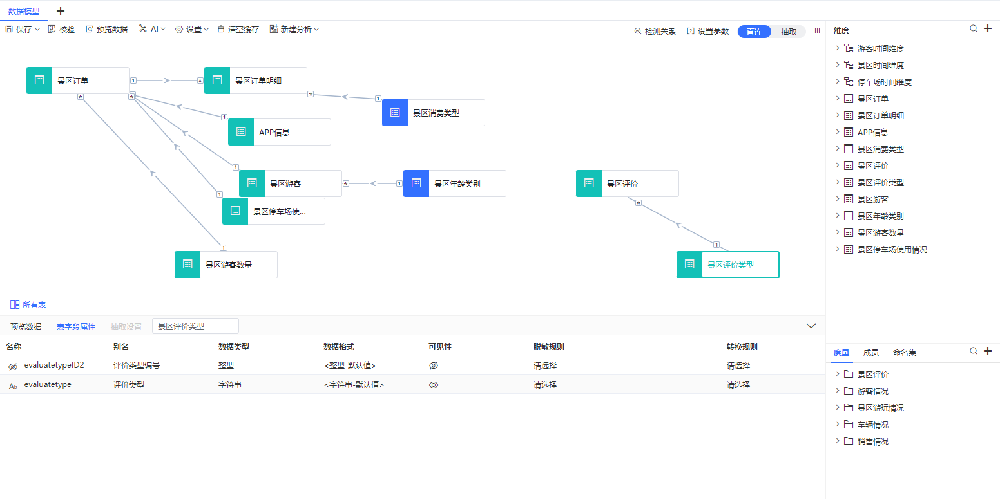 数据模型 +
保存 校验 预览数据 AI 设置 清空缓存 新建分析 检测关系 [?] 设置参数 直连 抽取
景区订单 1 * 景区订单明细
* * * 1 景区消费类型
1 APP信息
1 景区游客 * 1 景区年龄类别 景区评价
1 景区停车场使... *
1 景区游客数量 1 景区评价类型
所有表
预览数据 表字段属性 抽取设置 景区评价类型
名称 别名 数据类型 数据格式 可见性 脱敏规则 转换规则
evaluatetypeID2 评价类型编号 整型 <整型-默认值> 请选择 请选择
Ab evaluatetype 评价类型 字符串 <字符串-默认值> 请选择 请选择
维度
游客时间维度
景区时间维度
停车场时间维度
景区订单
景区订单明细
APP信息
景区消费类型
景区评价
景区评价类型
景区游客
景区年龄类别
景区游客数量
景区停车场使用情况
度量 成员 命名集
景区评价
游客情况
景区游玩情况
车辆情况
销售情况